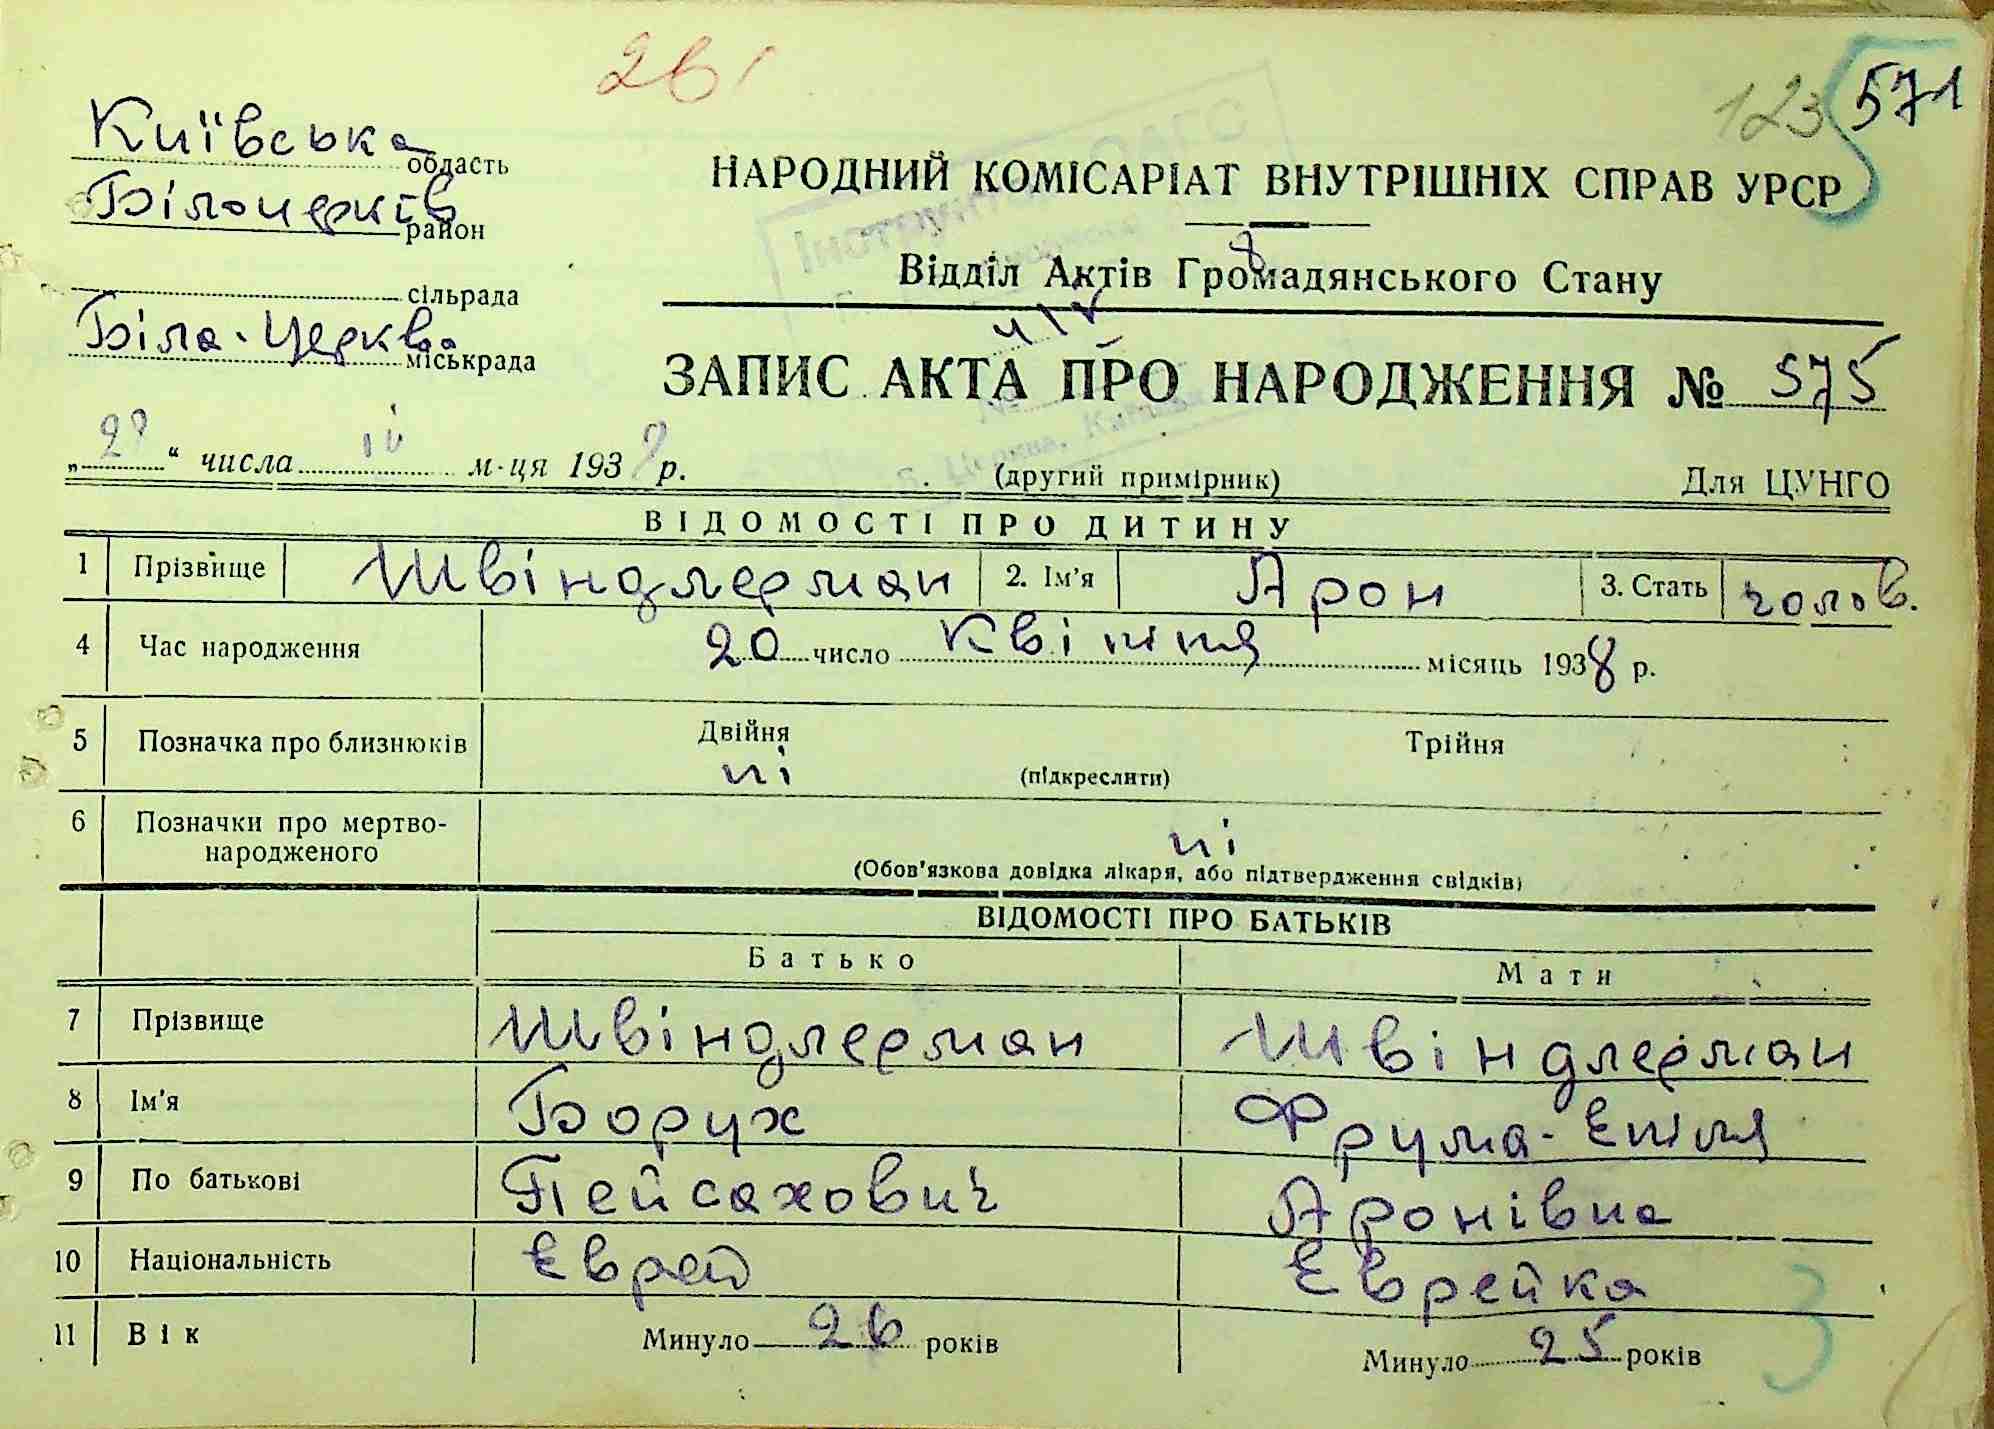 261
123 571
Київська область
Білоцерків район
сільрада
Біла-Церква міськрада
НАРОДНИЙ КОМІСАРІАТ ВНУТРІШНІХ СПРАВ УРСР
Відділ Актів Громадянського Стану
ЗАПИС АКТА ПРО НАРОДЖЕННЯ № 575
„ “ числа м-ця 1938 р.
(другий примірник)
Для ЦУНГО
ВІДОМОСТІ ПРО ДИТИНУ
1 Прізвище Швіндлерман 2. Ім'я Арон 3. Стать чолов.
4 Час народження 20 число квітня місяць 1938 р.
5 Позначка про близнюків Двійня Трійня
ні (підкреслити)
6 Позначки про мертво-
народженого ні
(Обов'язкова довідка лікаря, або підтвердження свідків)
ВІДОМОСТІ ПРО БАТЬКІВ
Батько Мати
7 Прізвище Швіндлерман Швіндлерман
8 Ім'я Борух Фрума-Етля
9 По батькові Пейсахович Аронівна
10 Національність Єврей Єврейка
11 Вік Минуло 26 років Минуло 25 років
3